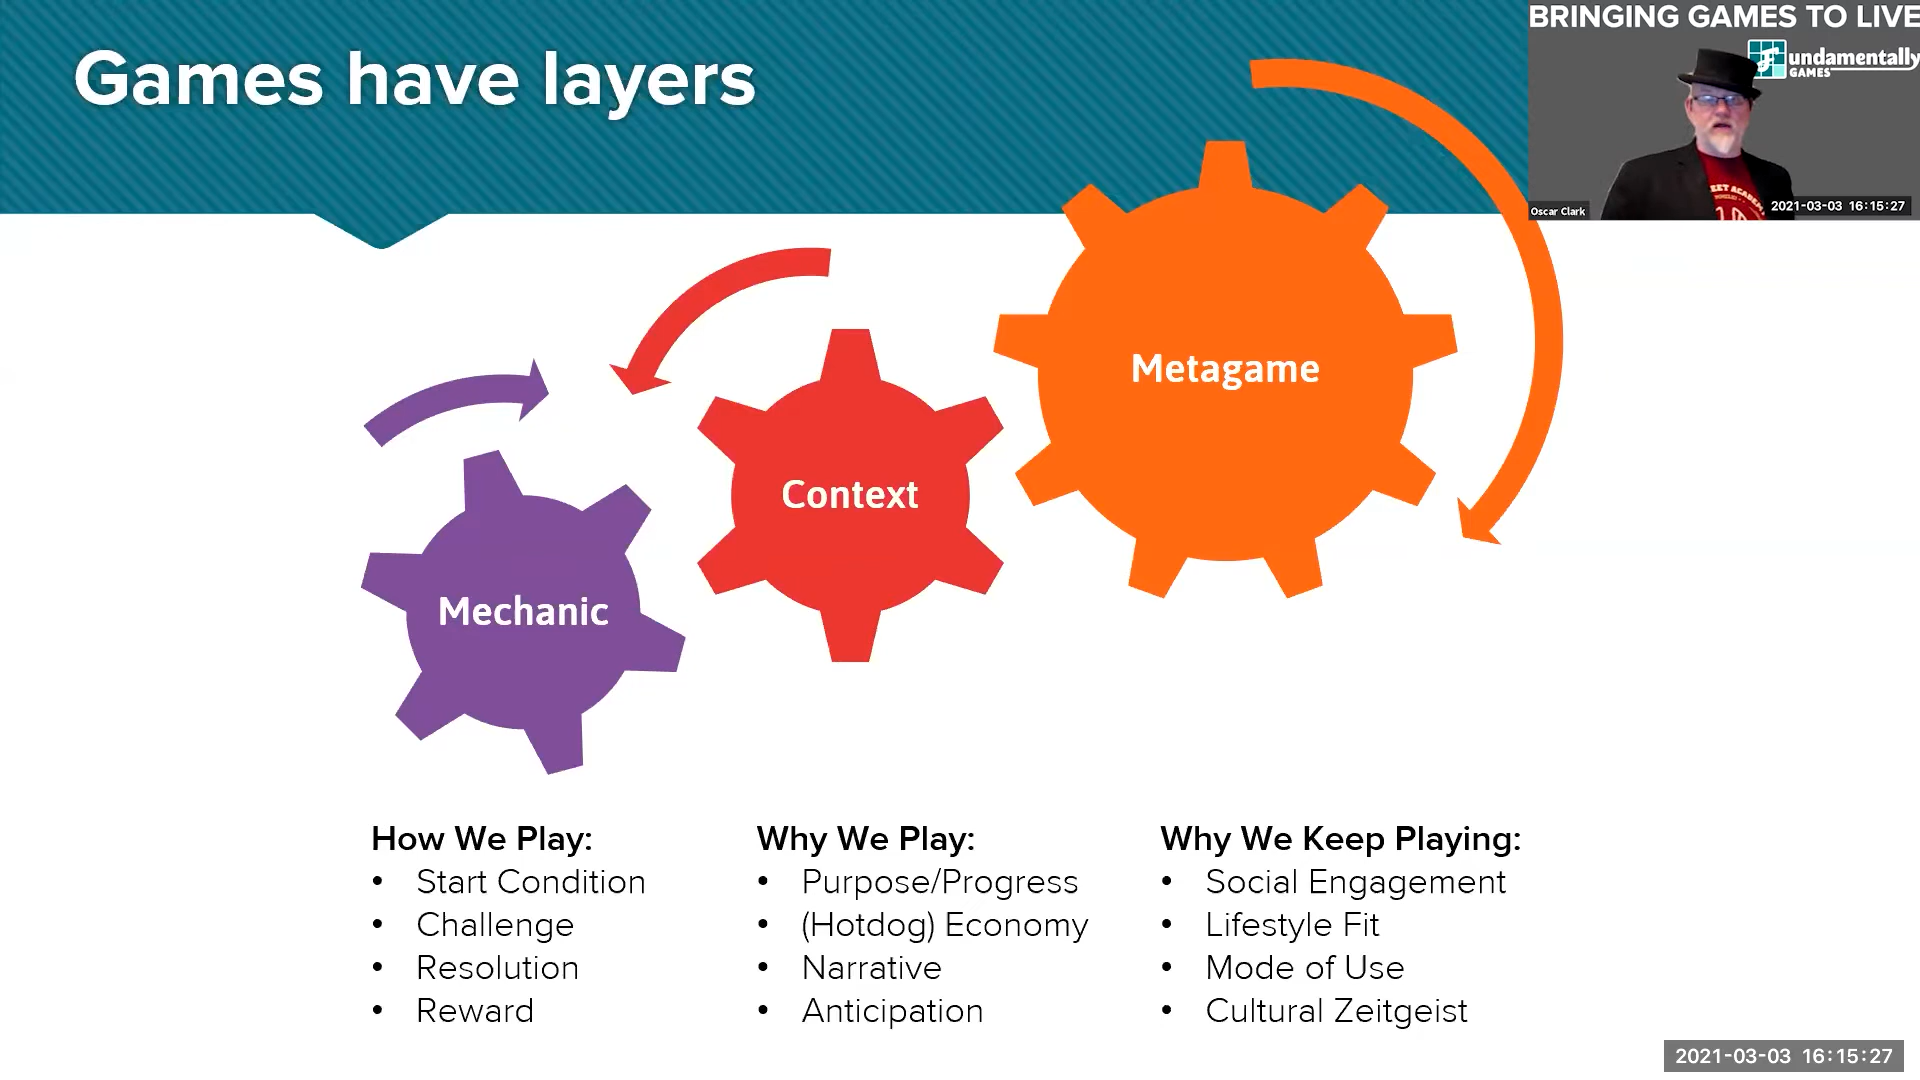 Games have layers
BRINGING GAMES TO LIVE
undamentally
GAMES
Oscar Clark
2021-03-03 16:15:27
Metagame
Context
Mechanic
How We Play:
• Start Condition
• Challenge
• Resolution
• Reward
Why We Play:
• Purpose/Progress
• (Hotdog) Economy
• Narrative
• Anticipation
Why We Keep Playing:
• Social Engagement
• Lifestyle Fit
• Mode of Use
• Cultural Zeitgeist
2021-03-03 16:15:27